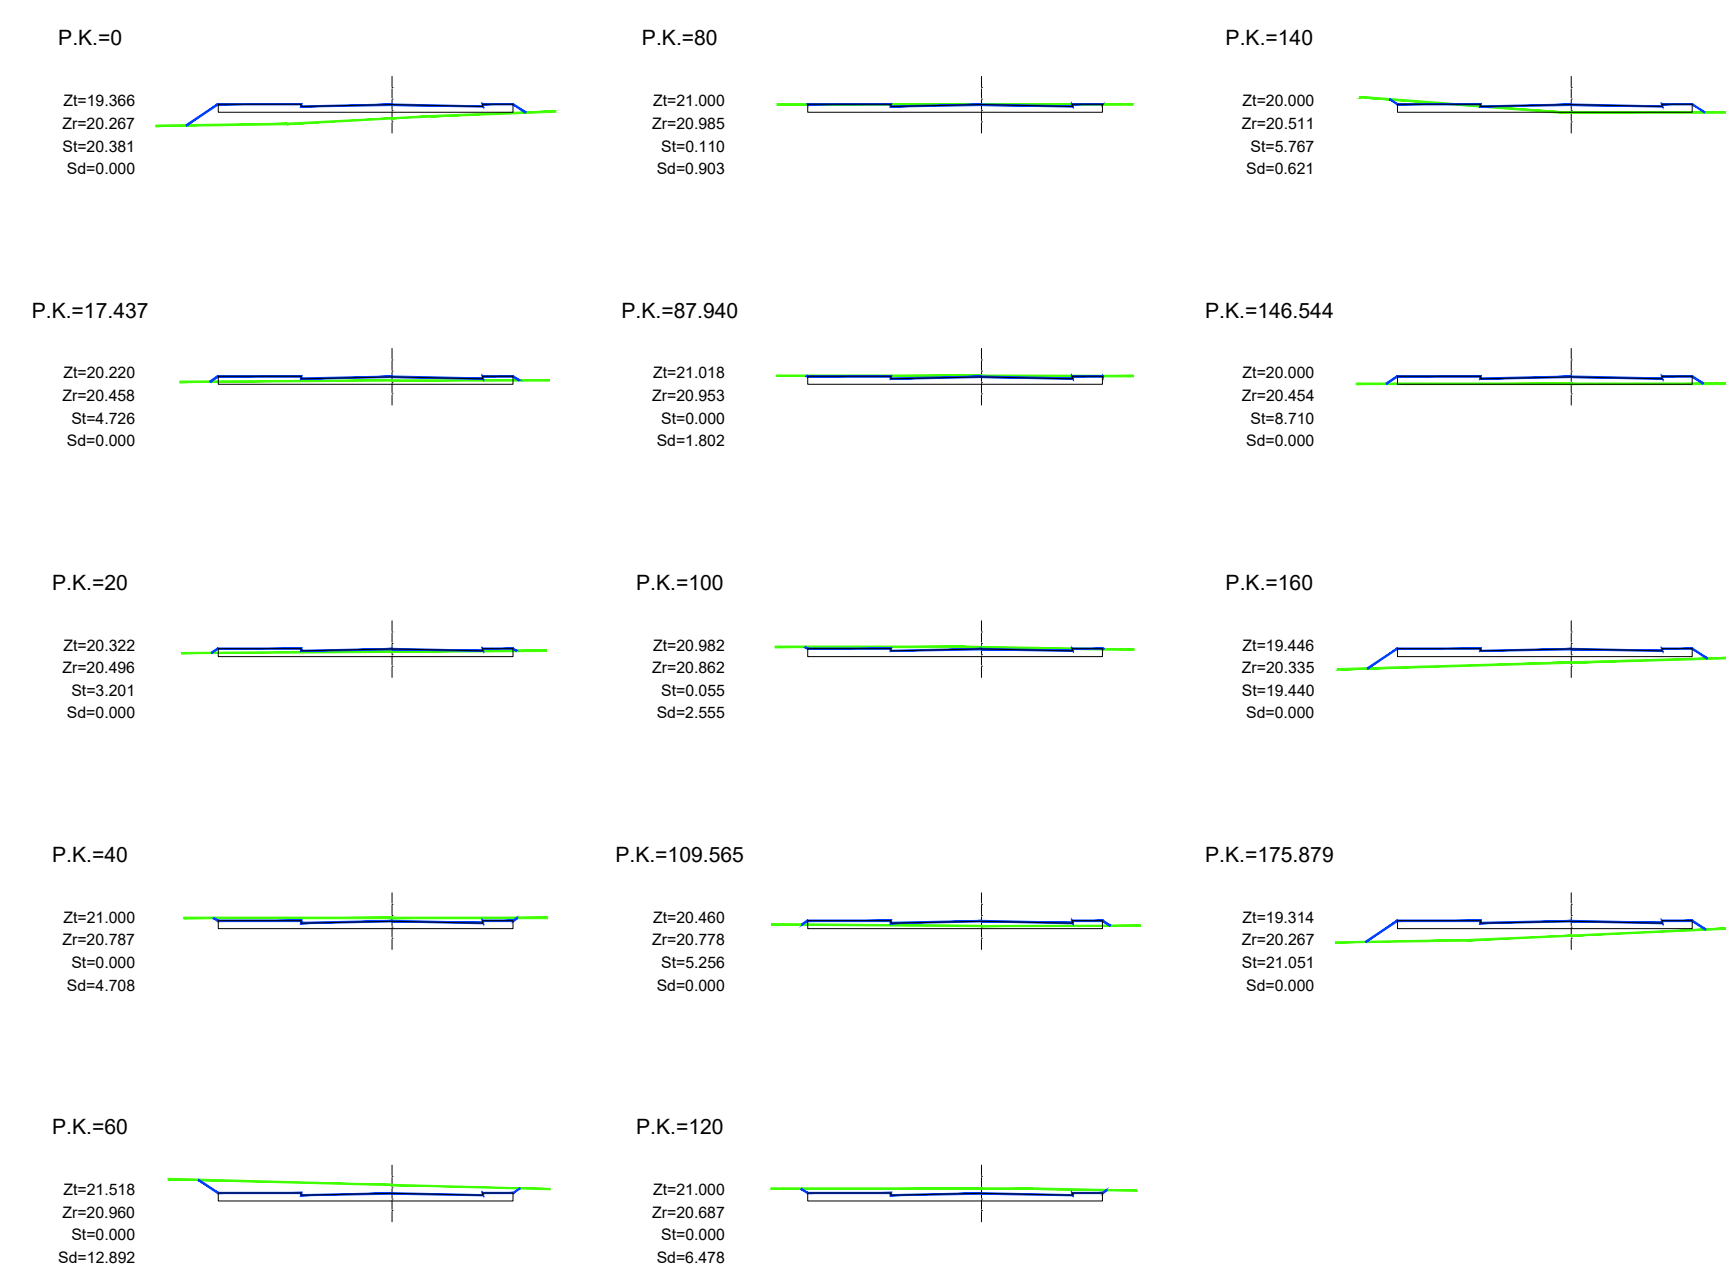 P.K.=0
Zt=19.366
Zr=20.267
St=20.381
Sd=0.000
P.K.=17.437
Zt=20.220
Zr=20.458
St=4.726
Sd=0.000
P.K.=20
Zt=20.322
Zr=20.496
St=3.201
Sd=0.000
P.K.=40
Zt=21.000
Zr=20.787
St=0.000
Sd=4.708
P.K.=60
Zt=21.518
Zr=20.960
St=0.000
Sd=12.892
P.K.=80
Zt=21.000
Zr=20.985
St=0.110
Sd=0.903
P.K.=87.940
Zt=21.018
Zr=20.953
St=0.000
Sd=1.802
P.K.=100
Zt=20.982
Zr=20.862
St=0.055
Sd=2.555
P.K.=109.565
Zt=20.460
Zr=20.778
St=5.256
Sd=0.000
P.K.=120
Zt=21.000
Zr=20.687
St=0.000
Sd=6.478
P.K.=140
Zt=20.000
Zr=20.511
St=5.767
Sd=0.621
P.K.=146.544
Zt=20.000
Zr=20.454
St=8.710
Sd=0.000
P.K.=160
Zt=19.446
Zr=20.335
St=19.440
Sd=0.000
P.K.=175.879
Zt=19.314
Zr=20.267
St=21.051
Sd=0.000